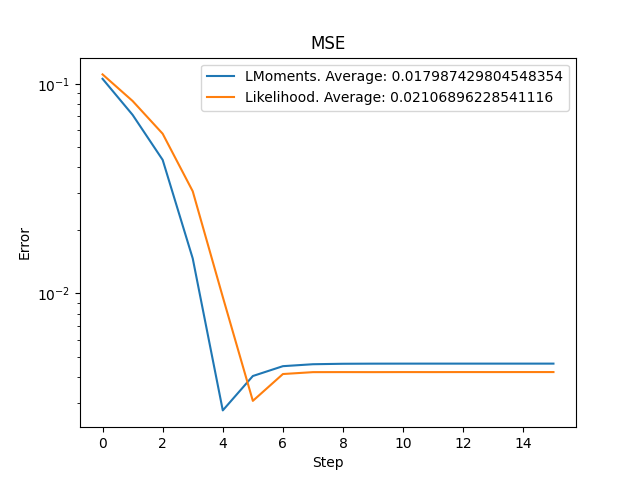 MSE
LMoments. Average: 0.017987429804548354
Likelihood. Average: 0.02106896228541116
10⁻¹
10⁻²
Error
0 2 4 6 8 10 12 14
Step